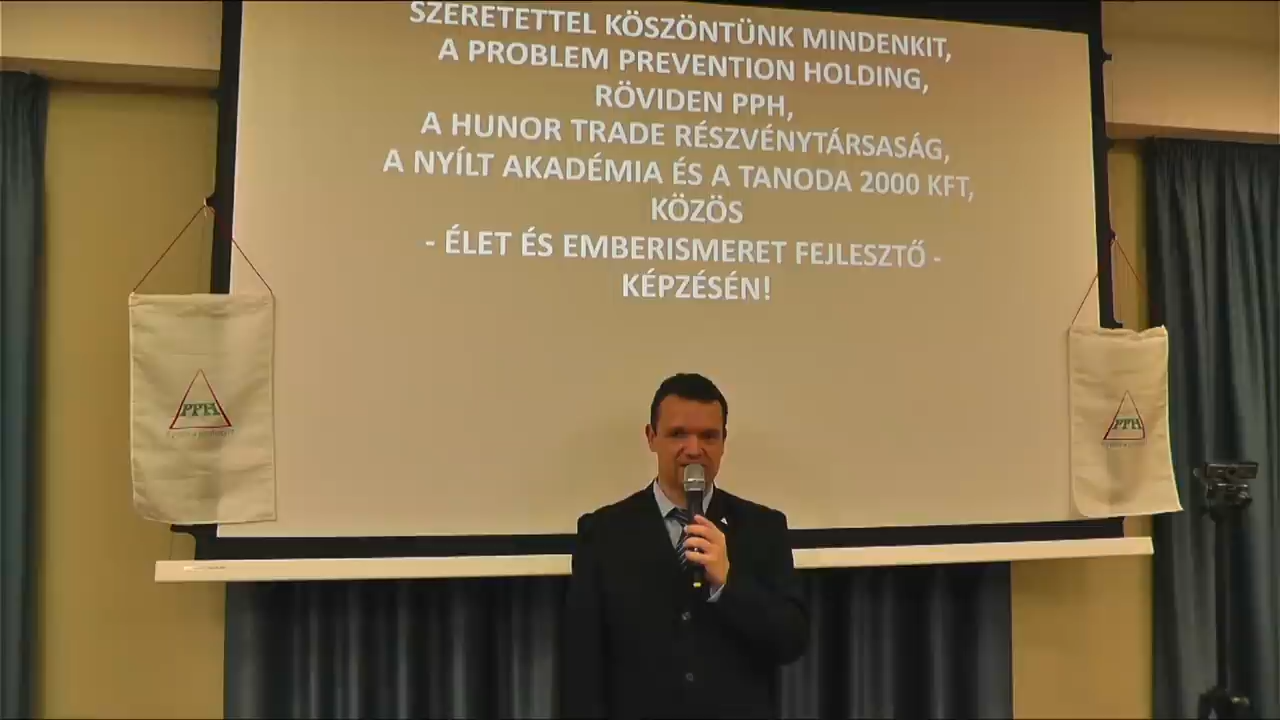 SZERETETTEL KÖSZÖNTÜNK MINDENKIT,
A PROBLEM PREVENTION HOLDING,
RÖVIDEN PPH,
A HUNOR TRADE RÉSZVÉNYTÁRSASÁG,
A NYÍLT AKADÉMIA ÉS A TANODA 2000 KFT,
KÖZÖS
- ÉLET ÉS EMBERISMERET FEJLESZTŐ -
KÉPZÉSÉN!
PPH
PPH